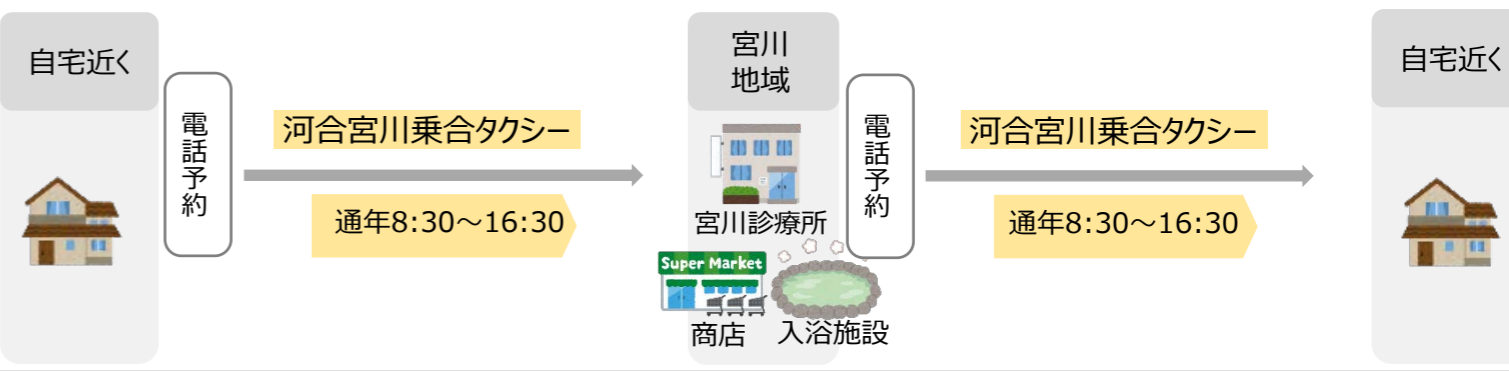 自宅近く
電話予約
河合宮川乗合タクシー
通年8:30～16:30
宮川
地域
宮川診療所
Super Market
商店
入浴施設
電話予約
河合宮川乗合タクシー
通年8:30～16:30
自宅近く